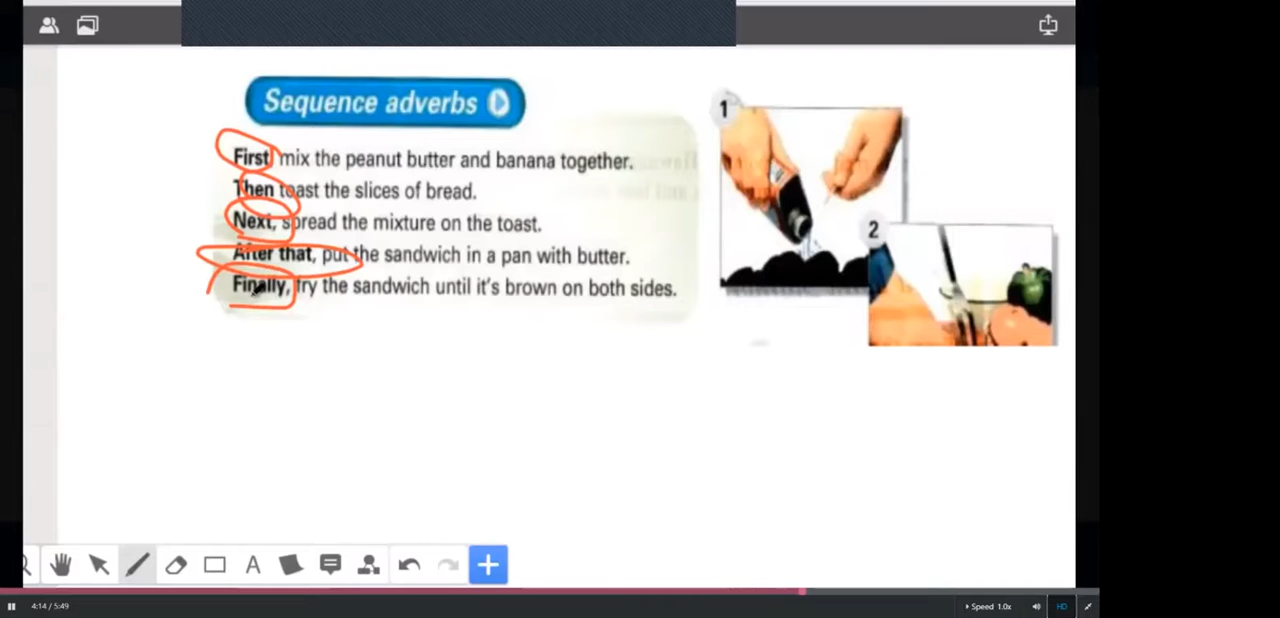 Sequence adverbs
First, mix the peanut butter and banana together.
Then toast the slices of bread.
Next, spread the mixture on the toast.
After that, put the sandwich in a pan with butter.
Finally, fry the sandwich until it's brown on both sides.
1
2
A
4:14 / 5:49
Speed 1.0x
HD